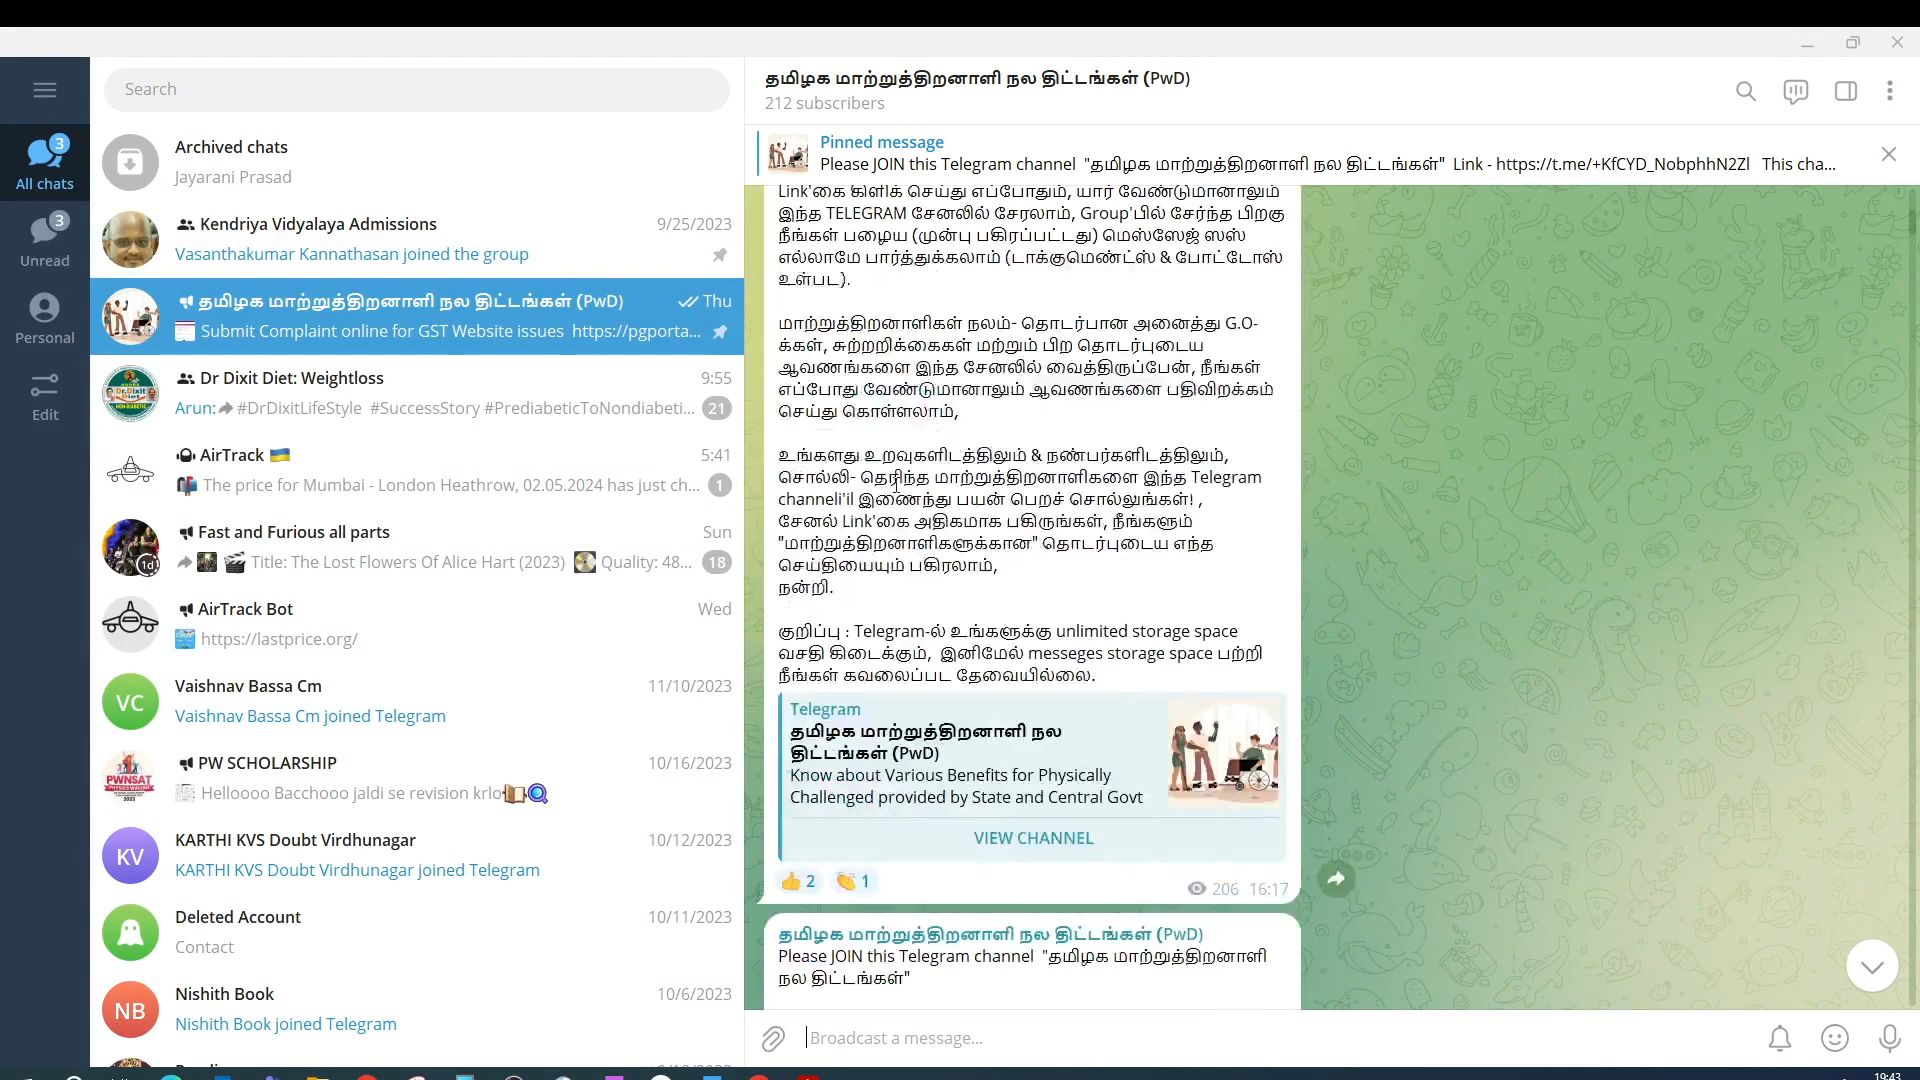 Search
3
All chats
3
Unread
Personal
Edit
Archived chats
Jayarani Prasad
Kendriya Vidyalaya Admissions 9/25/2023
Vasanthakumar Kannathasan joined the group
தமிழக மாற்றுத்திறனாளி நல திட்டங்கள் (PwD) Thu
Submit Complaint online for GST Website issues https://pgporta...
Dr Dixit Diet: Weightloss 9:55
Arun: #DrDixitLifeStyle #SuccessStory #PrediabeticToNondiabeti... 21
AirTrack 5:41
The price for Mumbai - London Heathrow, 02.05.2024 has just ch... 1
Fast and Furious all parts Sun
1d
Title: The Lost Flowers Of Alice Hart (2023) Quality: 48... 18
AirTrack Bot Wed
https://lastprice.org/
VC
Vaishnav Bassa Cm 11/10/2023
Vaishnav Bassa Cm joined Telegram
PW SCHOLARSHIP 10/16/2023
Helloooo Bacchooo jaldi se revision krlo
KV
KARTHI KVS Doubt Virdhunagar 10/12/2023
KARTHI KVS Doubt Virdhunagar joined Telegram
Deleted Account 10/11/2023
Contact
NB
Nishith Book 10/6/2023
Nishith Book joined Telegram
தமிழக மாற்றுத்திறனாளி நல திட்டங்கள் (PwD)
212 subscribers
Pinned message
Please JOIN this Telegram channel "தமிழக மாற்றுத்திறனாளி நல திட்டங்கள்" Link - https://t.me/+KfCYD_NobphhN2Zl This cha...
Link'கை கிளிக் செய்து எப்போதும், யார் வேண்டுமானாலும்
இந்த TELEGRAM சேனலில் சேரலாம், Group'பில் சேர்ந்த பிறகு
நீங்கள் பழைய (முன்பு பகிரப்பட்டது) மெஸ்ஸேஜ் ஸஸ்
எல்லாமே பார்த்துக்கலாம் (டாக்குமெண்ட்ஸ் & போட்டோஸ்
உள்பட).
மாற்றுத்திறனாளிகள் நலம்- தொடர்பான அனைத்து G.O-
க்கள், சுற்றறிக்கைகள் மற்றும் பிற தொடர்புடைய
ஆவணங்களை இந்த சேனலில் வைத்திருப்பேன், நீங்கள்
எப்போது வேண்டுமானாலும் ஆவணங்களை பதிவிறக்கம்
செய்து கொள்ளலாம்,
உங்களது உறவுகளிடத்திலும் & நண்பர்களிடத்திலும்,
சொல்லி- தெரிந்த மாற்றுத்திறனாளிகளை இந்த Telegram
channeli'il இணைந்து பயன் பெறச் சொல்லுங்கள்! ,
சேனல் Link'கை அதிகமாக பகிருங்கள், நீங்களும்
"மாற்றுத்திறனாளிகளுக்கான" தொடர்புடைய எந்த
செய்தியையும் பகிரலாம்,
நன்றி.
குறிப்பு : Telegram-ல் உங்களுக்கு unlimited storage space
வசதி கிடைக்கும், இனிமேல் messeges storage space பற்றி
நீங்கள் கவலைப்பட தேவையில்லை.
Telegram
தமிழக மாற்றுத்திறனாளி நல
திட்டங்கள் (PwD)
Know about Various Benefits for Physically
Challenged provided by State and Central Govt
VIEW CHANNEL
2 1 206 16:17
தமிழக மாற்றுத்திறனாளி நல திட்டங்கள் (PwD)
Please JOIN this Telegram channel "தமிழக மாற்றுத்திறனாளி
நல திட்டங்கள்"
Broadcast a message...
19:43